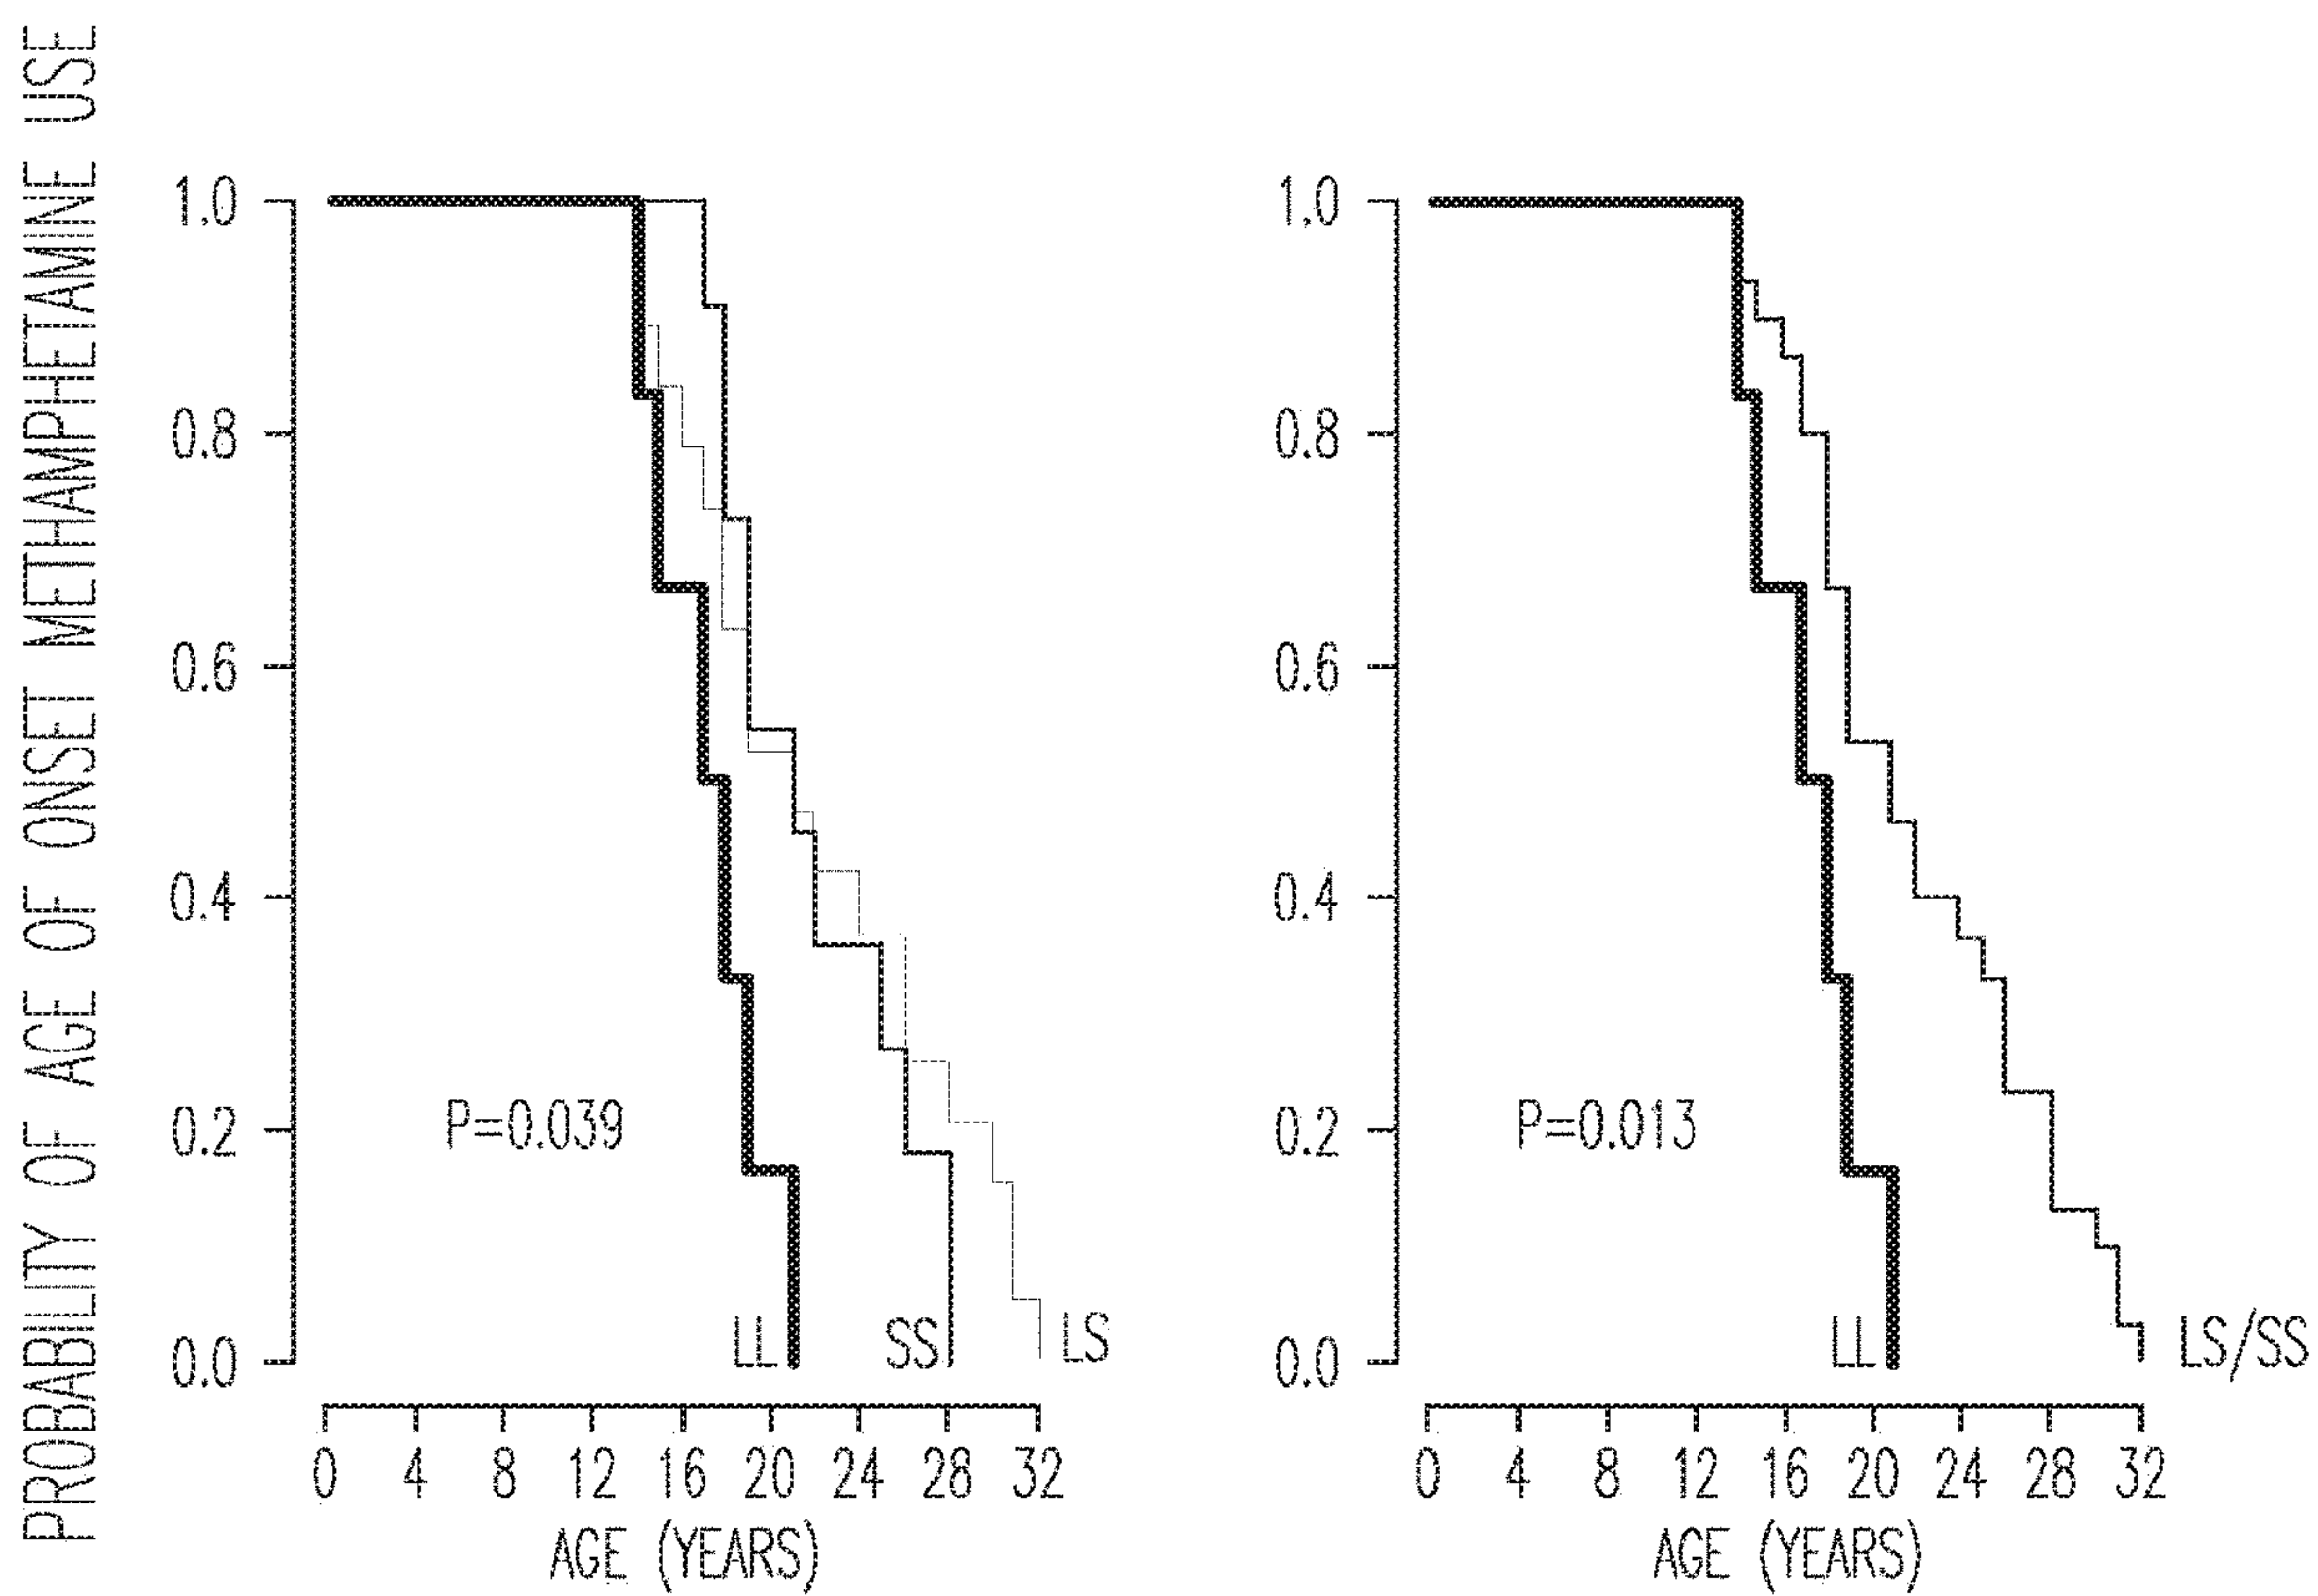 PROBABILITY OF AGE OF ONSET METHAMPHETAMINE USE
1.0
0.8
0.6
0.4
0.2
0.0
P=0.039
LL
SS
LS
0 4 8 12 16 20 24 28 32
AGE (YEARS)
1.0
0.8
0.6
0.4
0.2
0.0
P=0.013
LL
LS/SS
0 4 8 12 16 20 24 28 32
AGE (YEARS)